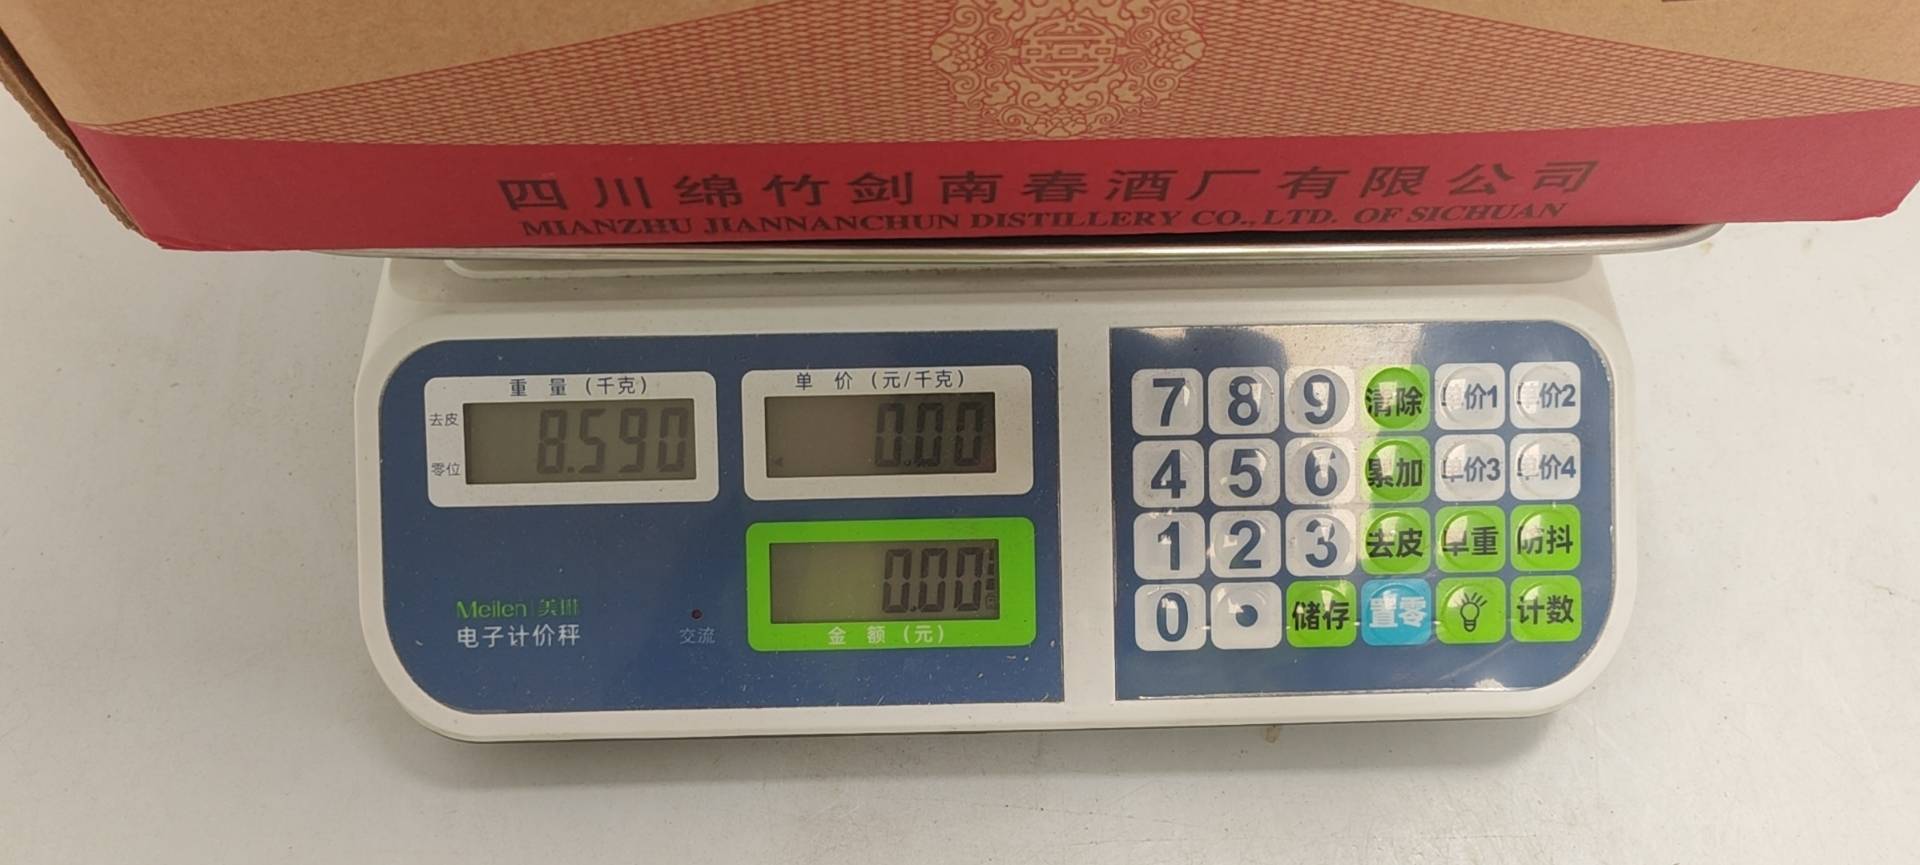 四川绵竹剑南春酒厂有限公司
MIANZHU JIANNANCHUN DISTILLERY CO.,LTD. OF SICHUAN
重 量 (千克)
去皮
零位
8.590
单 价 (元/千克)
0.00
0.00
金 额 (元)
Meilen 美琳
电子计价秤
交流
7 8 9 清除 单价1 单价2
4 5 6 累加 单价3 单价4
1 2 3 去皮 单重 防抖
0 • 储存 置零 计数